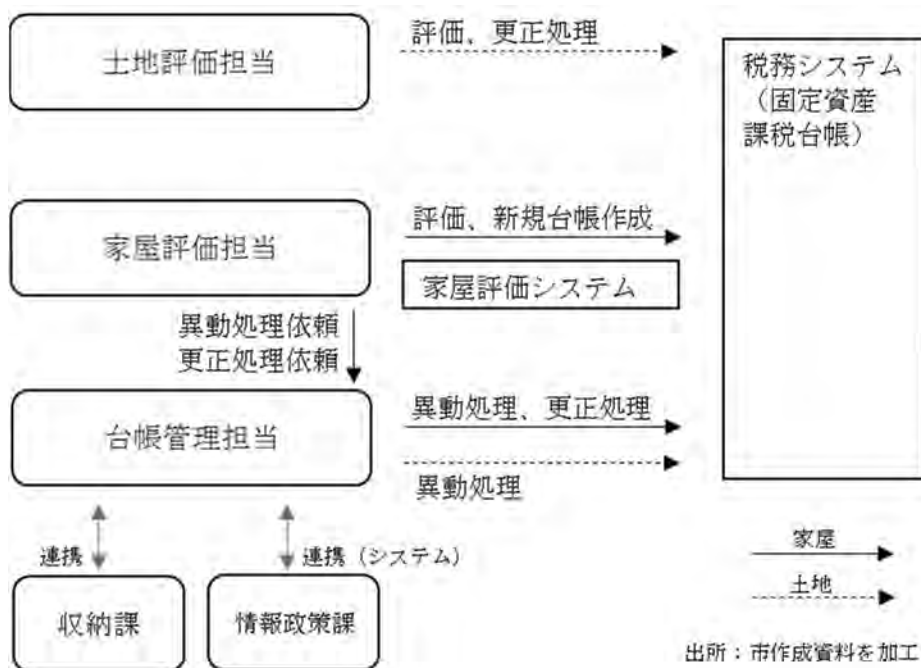 土地評価担当
評価、更正処理
税務システム
（固定資産
課税台帳）
家屋評価担当
評価、新規台帳作成
家屋評価システム
異動処理依頼
更正処理依頼
台帳管理担当
異動処理、更正処理
異動処理
連携
連携（システム）
収納課
情報政策課
家屋
土地
出所：市作成資料を加工